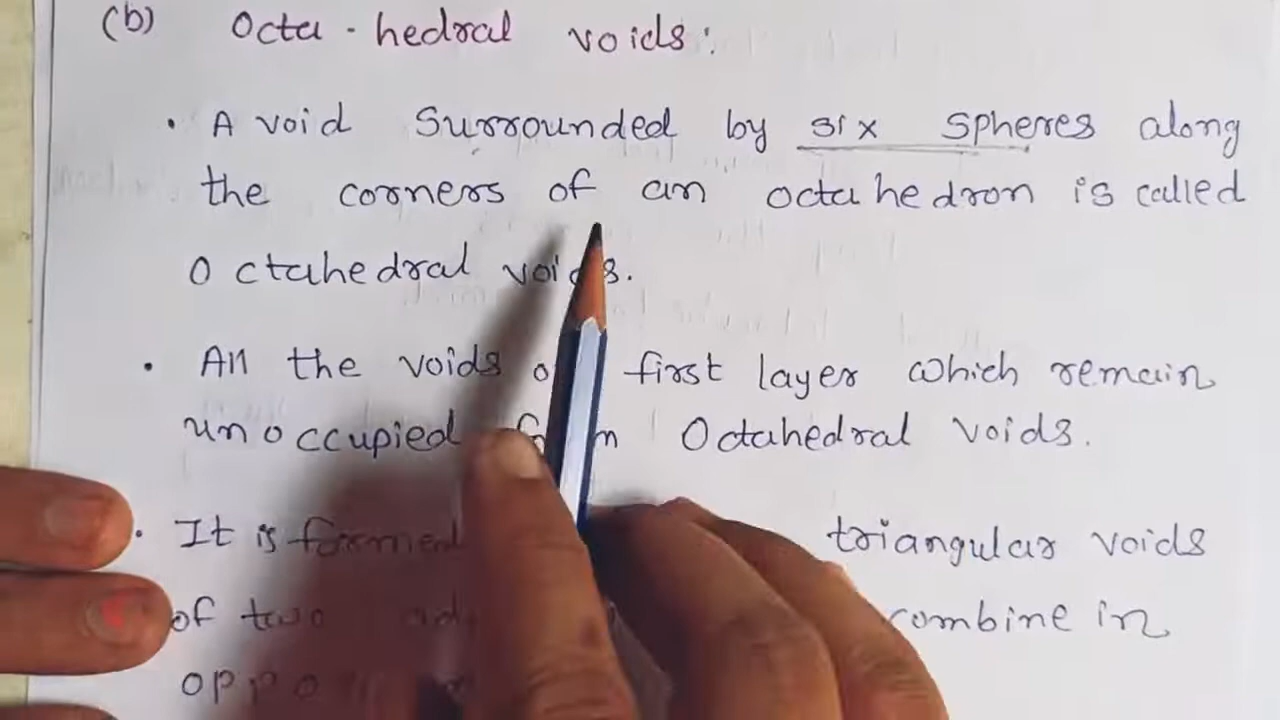 (b) Octa-hedral voids:
• A void surrounded by six spheres along
the corners of an octahedron is called
Octahedral voids.
• All the voids first layer which remain
unoccupied Octahedral voids.
• It is formed triangular voids
of two combine in